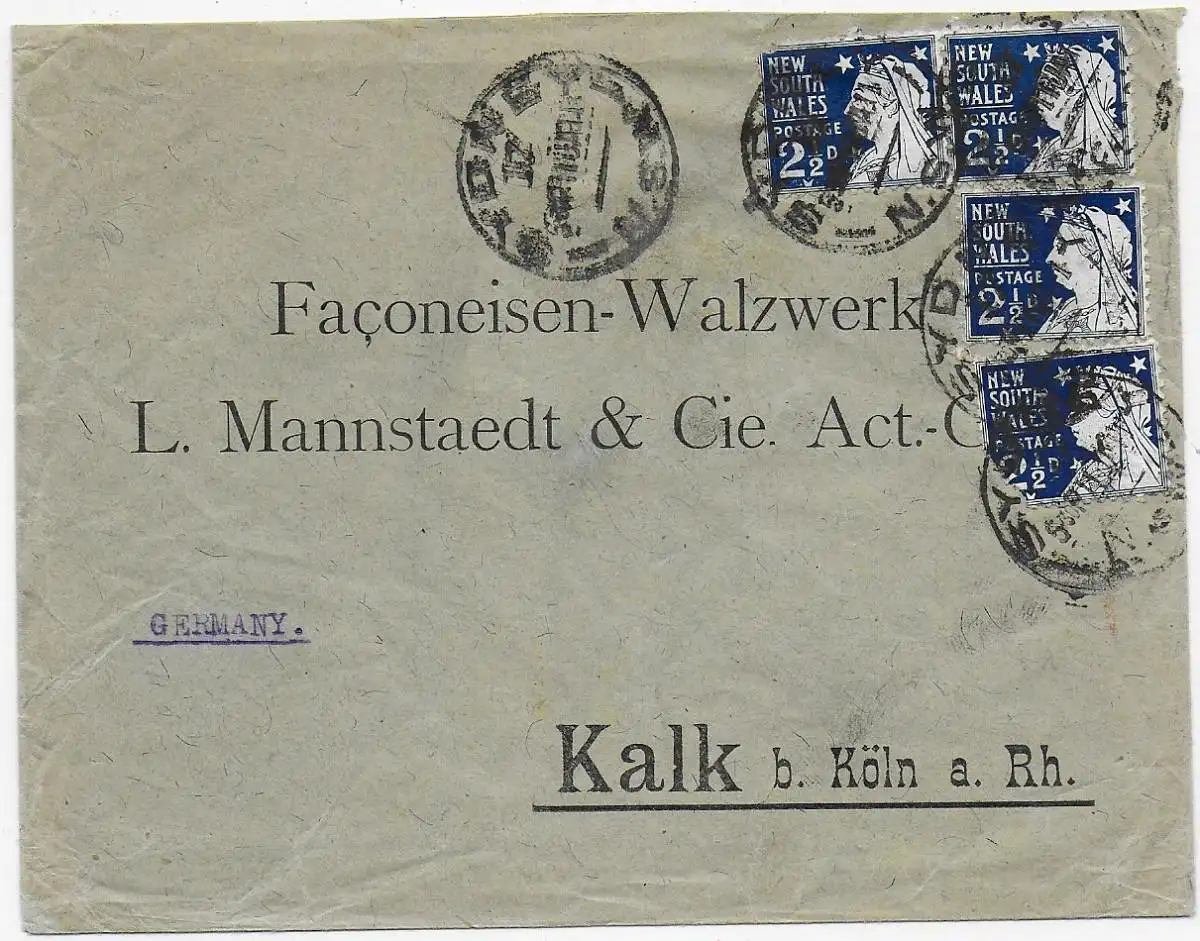 SYDNEY
N.S.W
NEW
SOUTH
WALES
POSTAGE
2½D
NEW
SOUTH
WALES
POSTAGE
2½D
NEW
SOUTH
WALES
POSTAGE
2½D
NEW
SOUTH
WALES
POSTAGE
2½D
Façoneisen-Walzwerk
L. Mannstaedt & Cie. Act.-
GERMANY.
Kalk b. Köln a. Rh.